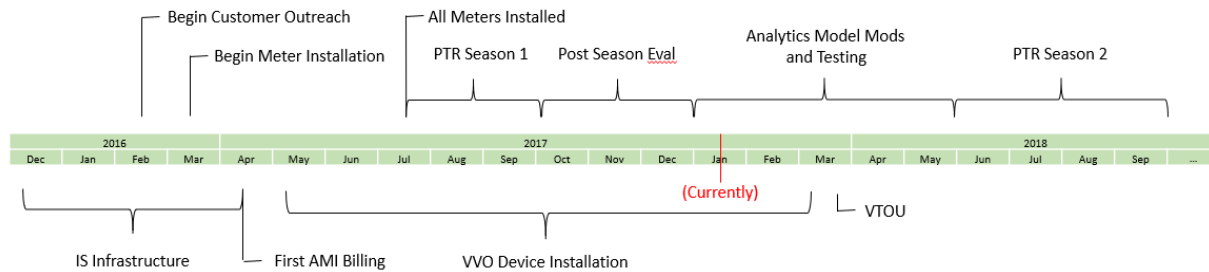 Begin Customer Outreach
All Meters Installed
Begin Meter Installation
PTR Season 1
Post Season Eval
Analytics Model Mods
and Testing
PTR Season 2
2016 2017 2018
Dec Jan Feb Mar Apr May Jun Jul Aug Sep Oct Nov Dec Jan Feb Mar Apr May Jun Jul Aug Sep ...
(Currently)
VTOU
IS Infrastructure
First AMI Billing
VVO Device Installation